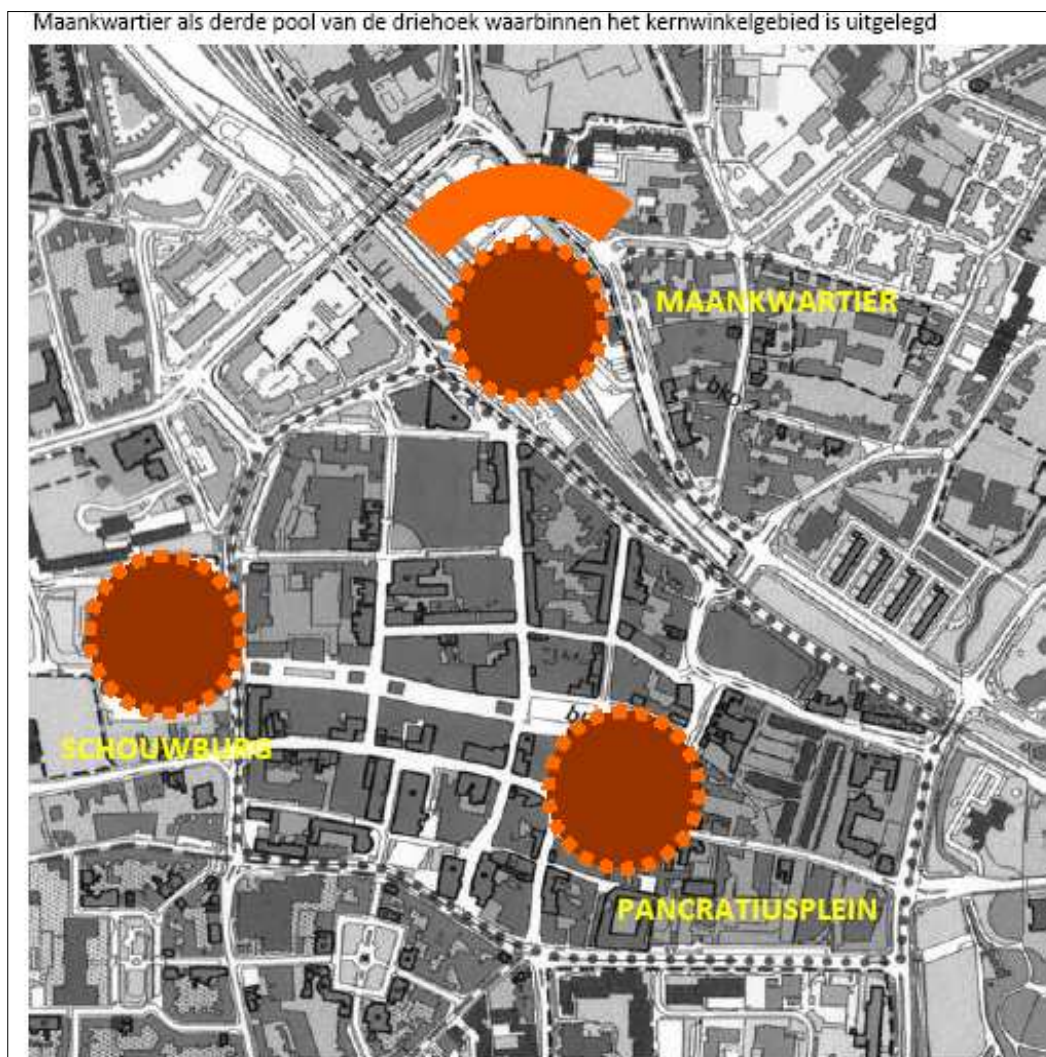 Maankwartier als derde pool van de driehoek waarbinnen het kernwinkelgebied is uitgelegd
MAANKWARTIER
SCHOUWBURG
PANCRATIUSPLEIN